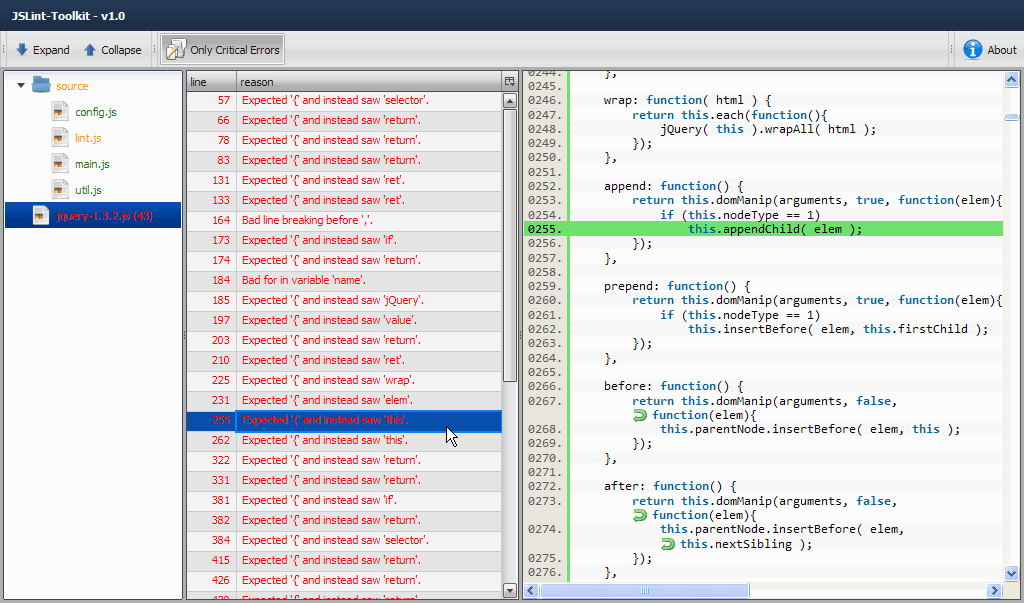 JSLint-Toolkit - v1.0
Expand Collapse Only Critical Errors About
source
config.js
lint.js
main.js
util.js
jquery-1.3.2.js (43)
line reason
57 Expected '{' and instead saw 'selector'.
66 Expected '{' and instead saw 'return'.
78 Expected '{' and instead saw 'return'.
83 Expected '{' and instead saw 'return'.
131 Expected '{' and instead saw 'ret'.
133 Expected '{' and instead saw 'ret'.
164 Bad line breaking before ','.
173 Expected '{' and instead saw 'if'.
174 Expected '{' and instead saw 'return'.
184 Bad for in variable 'name'.
185 Expected '{' and instead saw 'jQuery'.
197 Expected '{' and instead saw 'value'.
203 Expected '{' and instead saw 'return'.
210 Expected '{' and instead saw 'ret'.
225 Expected '{' and instead saw 'wrap'.
231 Expected '{' and instead saw 'elem'.
255 Expected '{' and instead saw 'this'.
262 Expected '{' and instead saw 'this'.
322 Expected '{' and instead saw 'return'.
331 Expected '{' and instead saw 'return'.
381 Expected '{' and instead saw 'if'.
382 Expected '{' and instead saw 'return'.
384 Expected '{' and instead saw 'selector'.
415 Expected '{' and instead saw 'return'.
426 Expected '{' and instead saw 'return'.
0244. },
0245.
0246. wrap: function( html ) {
0247. return this.each(function(){
0248. jQuery( this ).wrapAll( html );
0249. });
0250. },
0251.
0252. append: function() {
0253. return this.domManip(arguments, true, function(elem){
0254. if (this.nodeType == 1)
0255. this.appendChild( elem );
0256. });
0257. },
0258.
0259. prepend: function() {
0260. return this.domManip(arguments, true, function(elem){
0261. if (this.nodeType == 1)
0262. this.insertBefore( elem, this.firstChild );
0263. });
0264. },
0265.
0266. before: function() {
0267. return this.domManip(arguments, false,
function(elem){
0268. this.parentNode.insertBefore( elem, this );
0269. });
0270. },
0271.
0272. after: function() {
0273. return this.domManip(arguments, false,
function(elem){
0274. this.parentNode.insertBefore( elem,
this.nextSibling );
0275. });
0276. },